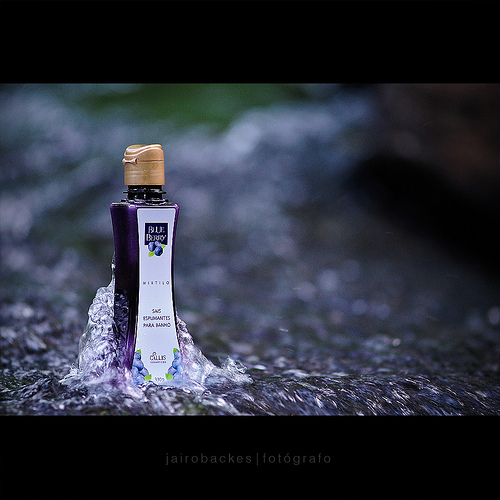 BLUE
BERRY
MIRTILO
SAIS
ESPUMANTES
PARA BANHO
jairobackes|fotógrafo